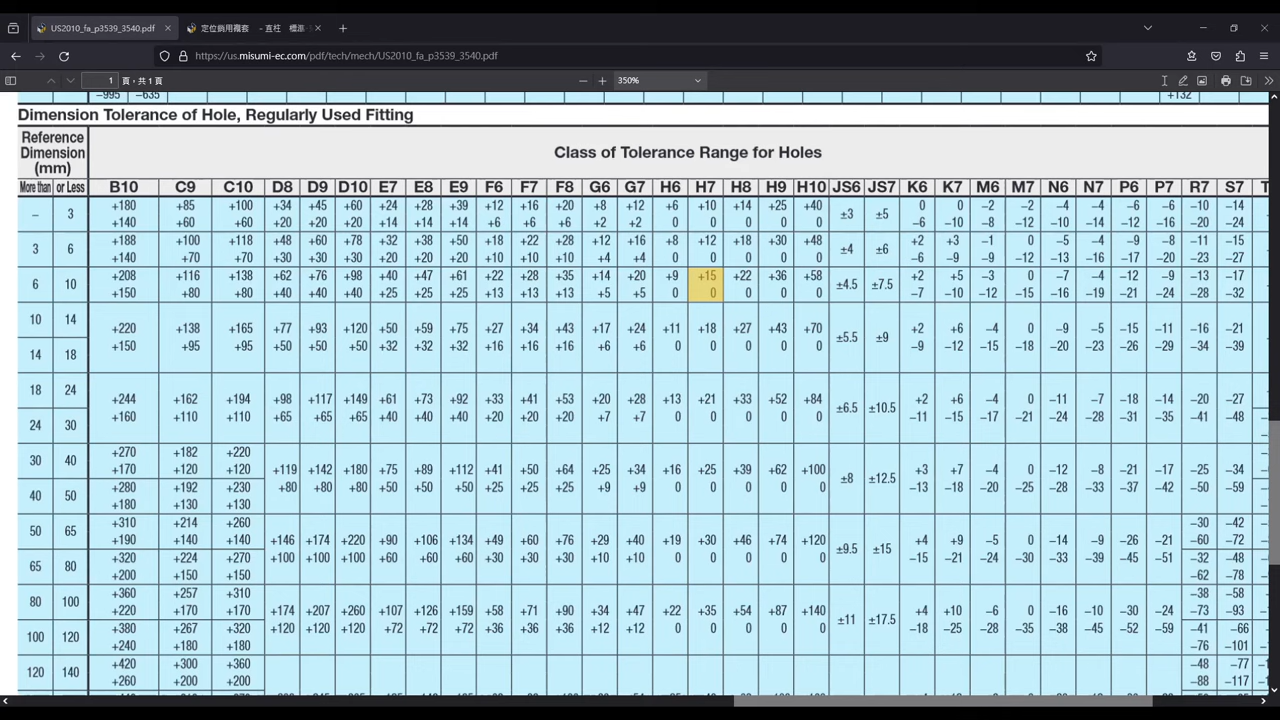 US2010_fa_p3539_3540.pdf
定位銷用襯套 －直柱 標準
https://us.misumi-ec.com/pdf/tech/mech/US2010_fa_p3539_3540.pdf
1 頁，共 1 頁 350%
−995 −635 +132
Dimension Tolerance of Hole, Regularly Used Fitting
Reference Dimension (mm) Class of Tolerance Range for Holes
More than or Less B10 C9 C10 D8 D9 D10 E7 E8 E9 F6 F7 F8 G6 G7 H6 H7 H8 H9 H10 JS6 JS7 K6 K7 M6 M7 N6 N7 P6 P7 R7 S7
– 3 +180 +85 +100 +34 +45 +60 +24 +28 +39 +12 +16 +20 +8 +12 +6 +10 +14 +25 +40 ±3 ±5 0 0 −2 −2 −4 −4 −6 −6 −10 −14
+140 +60 +60 +20 +20 +20 +14 +14 +14 +6 +6 +6 +2 +2 0 0 0 0 0 −6 −10 −8 −12 −10 −14 −12 −16 −20 −24
3 6 +188 +100 +118 +48 +60 +78 +32 +38 +50 +18 +22 +28 +12 +16 +8 +12 +18 +30 +48 ±4 ±6 +2 +3 −1 0 −5 −4 −9 −8 −11 −15
+140 +70 +70 +30 +30 +30 +20 +20 +20 +10 +10 +10 +4 +4 0 0 0 0 0 −6 −9 −9 −12 −13 −16 −17 −20 −23 −27
6 10 +208 +116 +138 +62 +76 +98 +40 +47 +61 +22 +28 +35 +14 +20 +9 +15 +22 +36 +58 ±4.5 ±7.5 +2 +5 −3 0 −7 −4 −12 −9 −13 −17
+150 +80 +80 +40 +40 +40 +25 +25 +25 +13 +13 +13 +5 +5 0 0 0 0 0 −7 −10 −12 −15 −16 −19 −21 −24 −28 −32
10 14 +220 +138 +165 +77 +93 +120 +50 +59 +75 +27 +34 +43 +17 +24 +11 +18 +27 +43 +70 ±5.5 ±9 +2 +6 −4 0 −9 −5 −15 −11 −16 −21
14 18 +150 +95 +95 +50 +50 +50 +32 +32 +32 +16 +16 +16 +6 +6 0 0 0 0 0 −9 −12 −15 −18 −20 −23 −26 −29 −34 −39
18 24 +244 +162 +194 +98 +117 +149 +61 +73 +92 +33 +41 +53 +20 +28 +13 +21 +33 +52 +84 ±6.5 ±10.5 +2 +6 −4 0 −11 −7 −18 −14 −20 −27
24 30 +160 +110 +110 +65 +65 +65 +40 +40 +40 +20 +20 +20 +7 +7 0 0 0 0 0 −11 −15 −17 −21 −24 −28 −31 −35 −41 −48
30 40 +270 +182 +220
+170 +120 +120 +119 +142 +180 +75 +89 +112 +41 +50 +64 +25 +34 +16 +25 +39 +62 +100 ±8 ±12.5 +3 +7 −4 0 −12 −8 −21 −17 −25 −34
40 50 +280 +192 +230 +80 +80 +80 +50 +50 +50 +25 +25 +25 +9 +9 0 0 0 0 0 −13 −18 −20 −25 −28 −33 −37 −42 −50 −59
+180 +130 +130
50 65 +310 +214 +260 −30 −42
+190 +140 +140 +146 +174 +220 +90 +106 +134 +49 +60 +76 +29 +40 +19 +30 +46 +74 +120 ±9.5 ±15 +4 +9 −5 0 −14 −9 −26 −21 −60 −72
65 80 +320 +224 +270 +100 +100 +100 +60 +60 +60 +30 +30 +30 +10 +10 0 0 0 0 0 −15 −21 −24 −30 −33 −39 −45 −51 −32 −48
+200 +150 +150 −62 −78
80 100 +360 +257 +310 −38 −58
+220 +170 +170 +174 +207 +260 +107 +126 +159 +58 +71 +90 +34 +47 +22 +35 +54 +87 +140 ±11 ±17.5 +4 +10 −6 0 −16 −10 −30 −24 −73 −93
100 120 +380 +267 +320 +120 +120 +120 +72 +72 +72 +36 +36 +36 +12 +12 0 0 0 0 0 −18 −25 −28 −35 −38 −45 −52 −59 −41 −66
+240 +180 +180 −76 −101
120 140 +420 +300 +360 −48 −77
+260 +200 +200 −88 −117